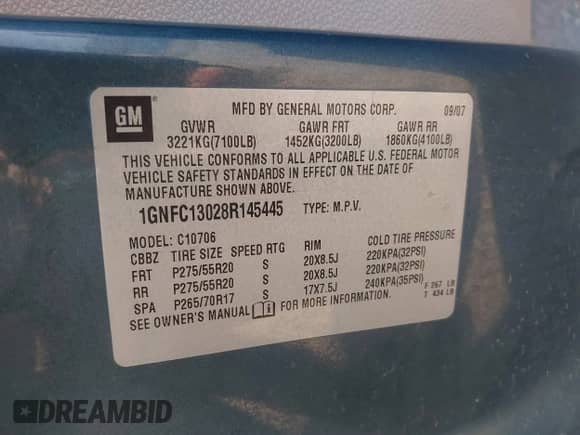 GM
MFD BY GENERAL MOTORS CORP. 09/07
GVWR GAWR FRT GAWR RR
3221KG(7100LB) 1452KG(3200LB) 1860KG(4100LB)
THIS VEHICLE CONFORMS TO ALL APPLICABLE U.S. FEDERAL MOTOR
VEHICLE SAFETY STANDARDS IN EFFECT ON THE DATE OF
MANUFACTURE SHOWN ABOVE.
1GNFC13028R145445 TYPE: M.P.V.
MODEL: C10706
CBBZ TIRE SIZE SPEED RTG RIM COLD TIRE PRESSURE
FRT P275/55R20 S 20X8.5J 220KPA(32PSI)
RR P275/55R20 S 20X8.5J 220KPA(32PSI)
SPA P265/70R17 S 17X7.5J 240KPA(35PSI) F 267 LB
SEE OWNER'S MANUAL FOR MORE INFORMATION. T 434 LB
DREAMBID